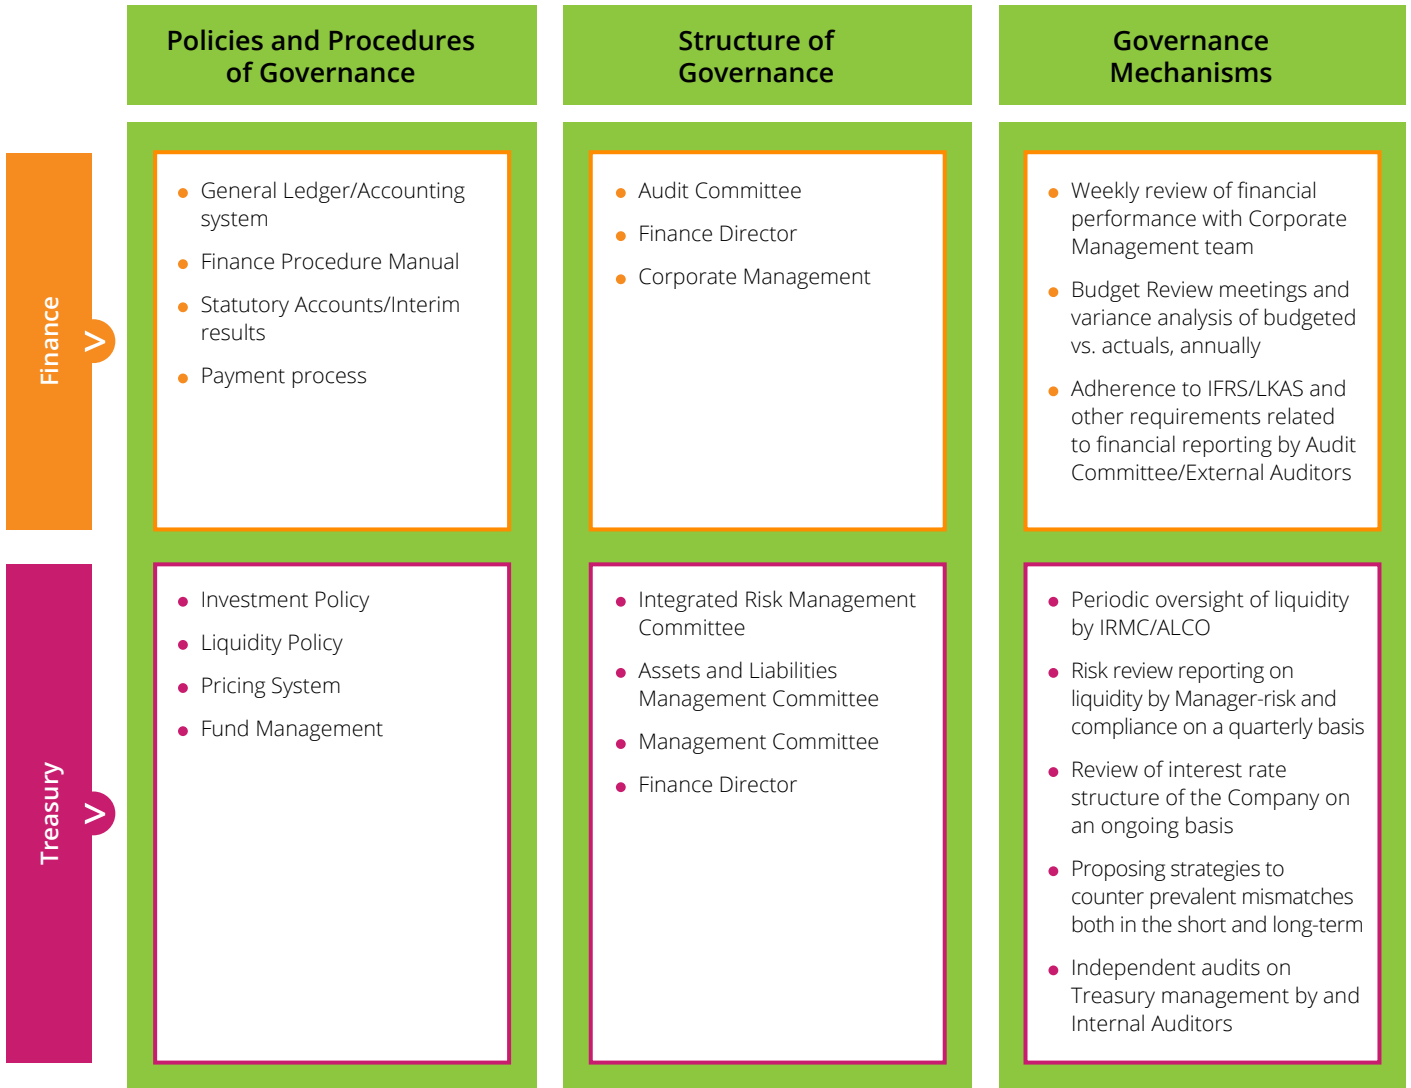 Policies and Procedures
of Governance
Structure of
Governance
Governance
Mechanisms
Finance
>
General Ledger/Accounting
system
Finance Procedure Manual
Statutory Accounts/Interim
results
Payment process
Audit Committee
Finance Director
Corporate Management
Weekly review of financial
performance with Corporate
Management team
Budget Review meetings and
variance analysis of budgeted
vs. actuals, annually
Adherence to IFRS/LKAS and
other requirements related
to financial reporting by Audit
Committee/External Auditors
Treasury
>
Investment Policy
Liquidity Policy
Pricing System
Fund Management
Integrated Risk Management
Committee
Assets and Liabilities
Management Committee
Management Committee
Finance Director
Periodic oversight of liquidity
by IRMC/ALCO
Risk review reporting on
liquidity by Manager-risk and
compliance on a quarterly basis
Review of interest rate
structure of the Company on
an ongoing basis
Proposing strategies to
counter prevalent mismatches
both in the short and long-term
Independent audits on
Treasury management by and
Internal Auditors